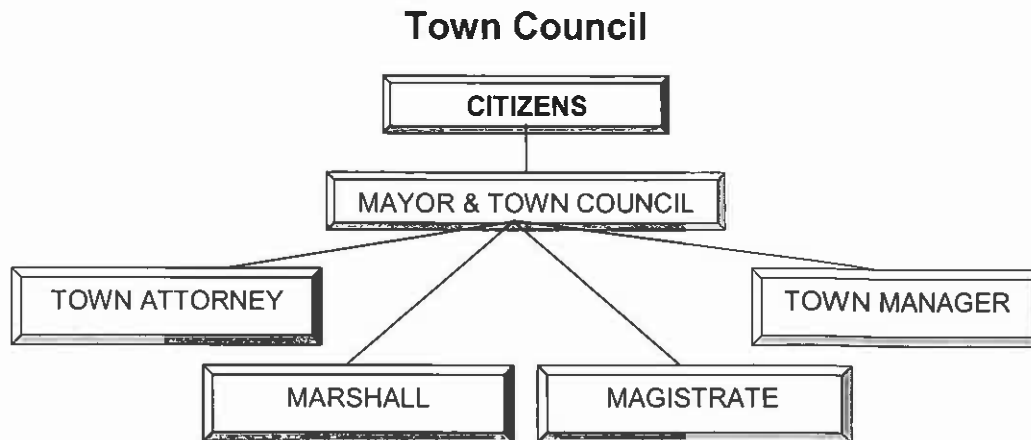 Town Council
CITIZENS
MAYOR & TOWN COUNCIL
TOWN ATTORNEY
TOWN MANAGER
MARSHALL
MAGISTRATE